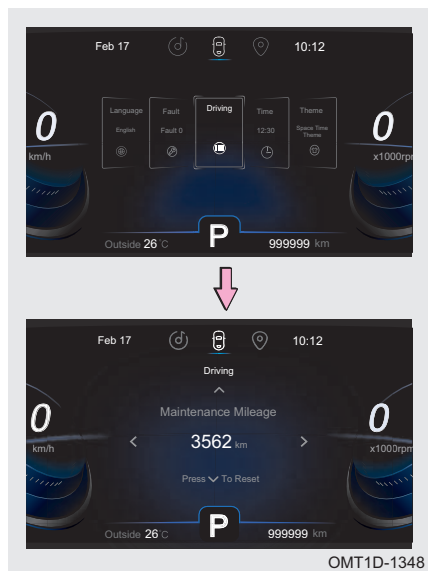 Feb 17 10:12
Language Fault Driving Time Theme
English Fault 0 12:30 Space Time Theme
0 km/h
0 x1000rpm
Outside 26°C P 999999 km
Feb 17 10:12
Driving
Maintenance Mileage
0 km/h
3562 km
0 x1000rpm
Press To Reset
Outside 26°C P 999999 km
OMT1D-1348